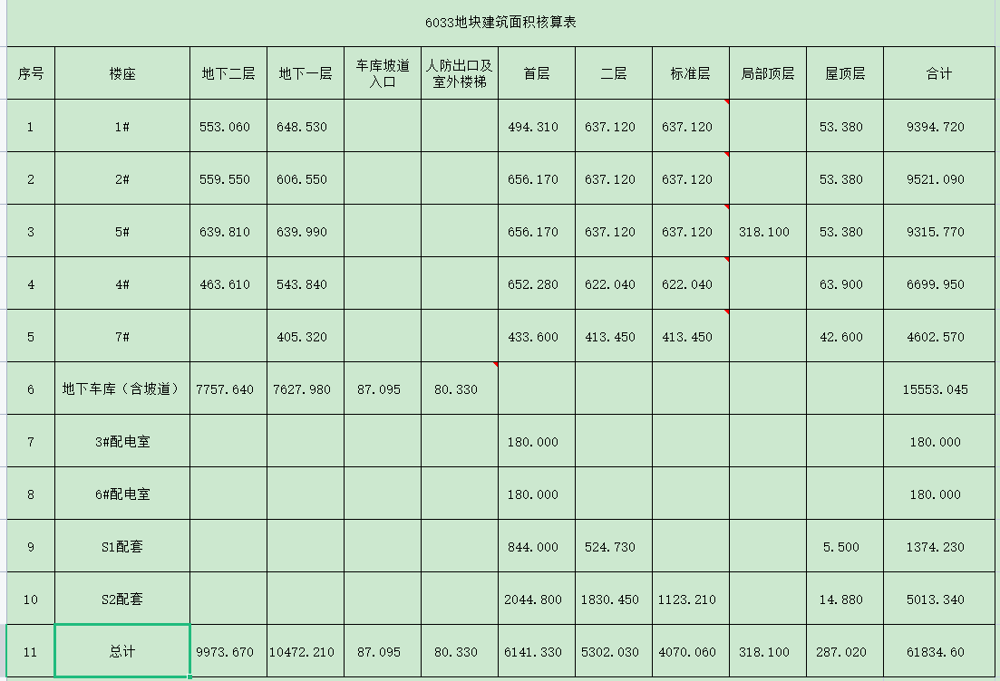 6033地块建筑面积核算表
序号 楼座 地下二层 地下一层 车库坡道入口 人防出口及室外楼梯 首层 二层 标准层 局部顶层 屋顶层 合计
1 1# 553.060 648.530 494.310 637.120 637.120 53.380 9394.720
2 2# 559.550 606.550 656.170 637.120 637.120 53.380 9521.090
3 5# 639.810 639.990 656.170 637.120 637.120 318.100 53.380 9315.770
4 4# 463.610 543.840 652.280 622.040 622.040 63.900 6699.950
5 7# 405.320 433.600 413.450 413.450 42.600 4602.570
6 地下车库（含坡道） 7757.640 7627.980 87.095 80.330 15553.045
7 3#配电室 180.000 180.000
8 6#配电室 180.000 180.000
9 S1配套 844.000 524.730 5.500 1374.230
10 S2配套 2044.800 1830.450 1123.210 14.880 5013.340
11 总计 9973.670 10472.210 87.095 80.330 6141.330 5302.030 4070.060 318.100 287.020 61834.60